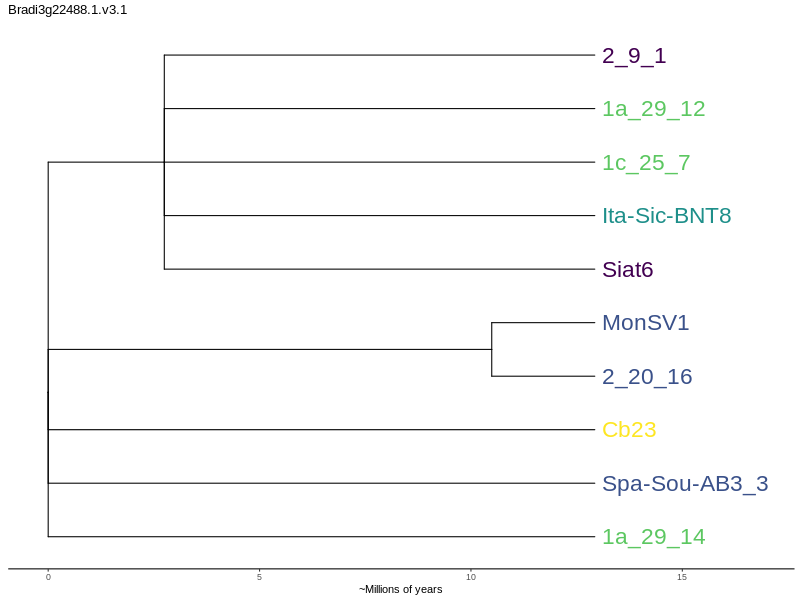 Bradi3g22488.1.v3.1
2_9_1
1a_29_12
1c_25_7
Ita-Sic-BNT8
Siat6
MonSV1
2_20_16
Cb23
Spa-Sou-AB3_3
1a_29_14
0 5 10 15
~Millions of years